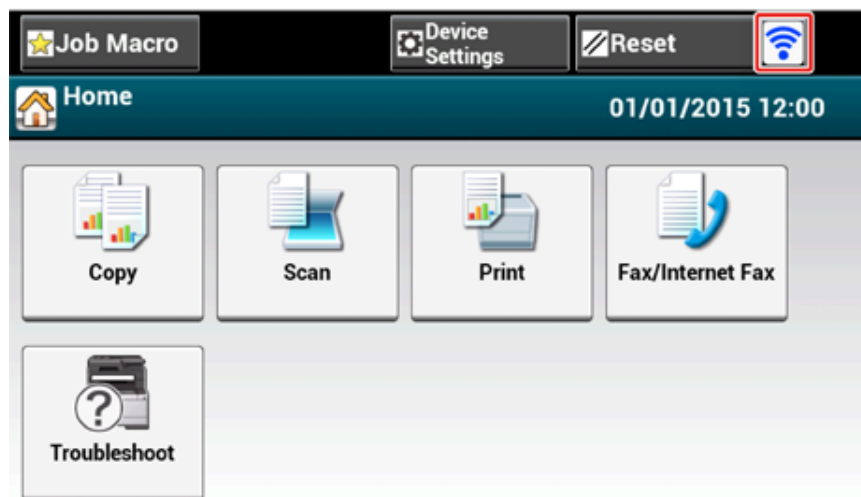 Job Macro
Device
Settings
Reset
Home
01/01/2015 12:00
Copy
Scan
Print
Fax/Internet Fax
Troubleshoot